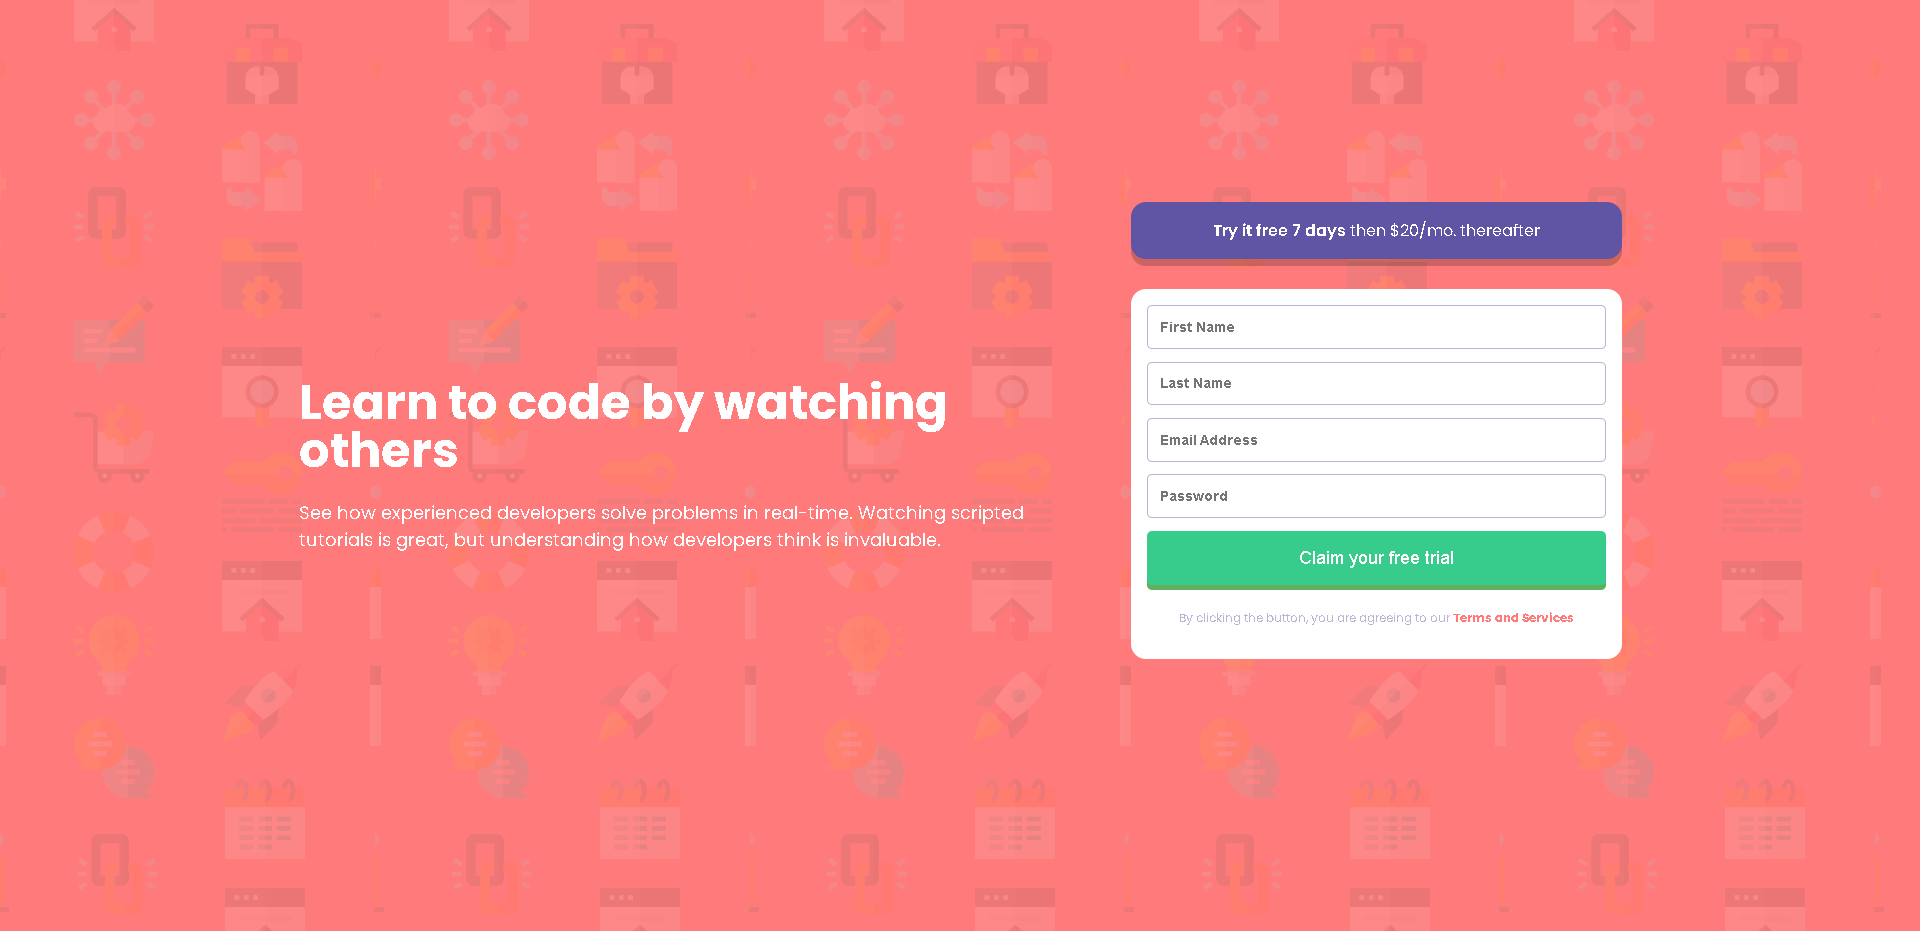 Learn to code by watching
others
See how experienced developers solve problems in real-time. Watching scripted
tutorials is great, but understanding how developers think is invaluable.
Try it free 7 days then $20/mo. thereafter
First Name
Last Name
Email Address
Password
Claim your free trial
By clicking the button, you are agreeing to our Terms and Services